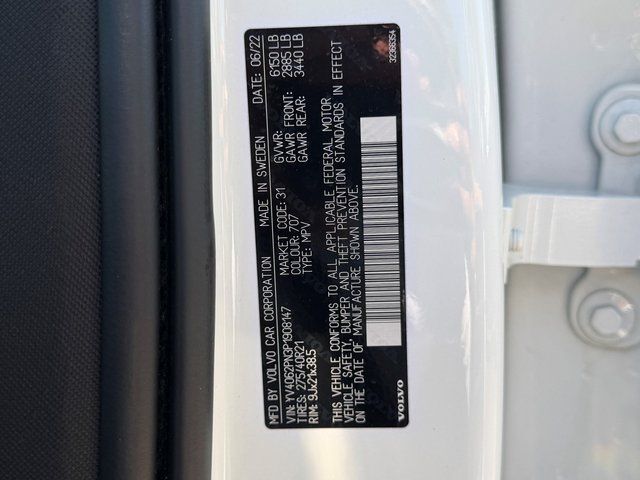 MFD BY VOLVO CAR CORPORATION MADE IN SWEDEN DATE: 06/22
VIN: YV4062PN3P1908147 MARKET CODE: 31 GVWR: 6150 LB
TIRES: 275/40R21 COLOUR: 707 GAWR FRONT: 2885 LB
RIM: 9Jx21x38.5 TYPE: MPV GAWR REAR: 3440 LB
THIS VEHICLE CONFORMS TO ALL APPLICABLE FEDERAL MOTOR
VEHICLE SAFETY, BUMPER AND THEFT PREVENTION STANDARDS IN EFFECT
ON THE DATE OF MANUFACTURE SHOWN ABOVE.
VOLVO 32386354